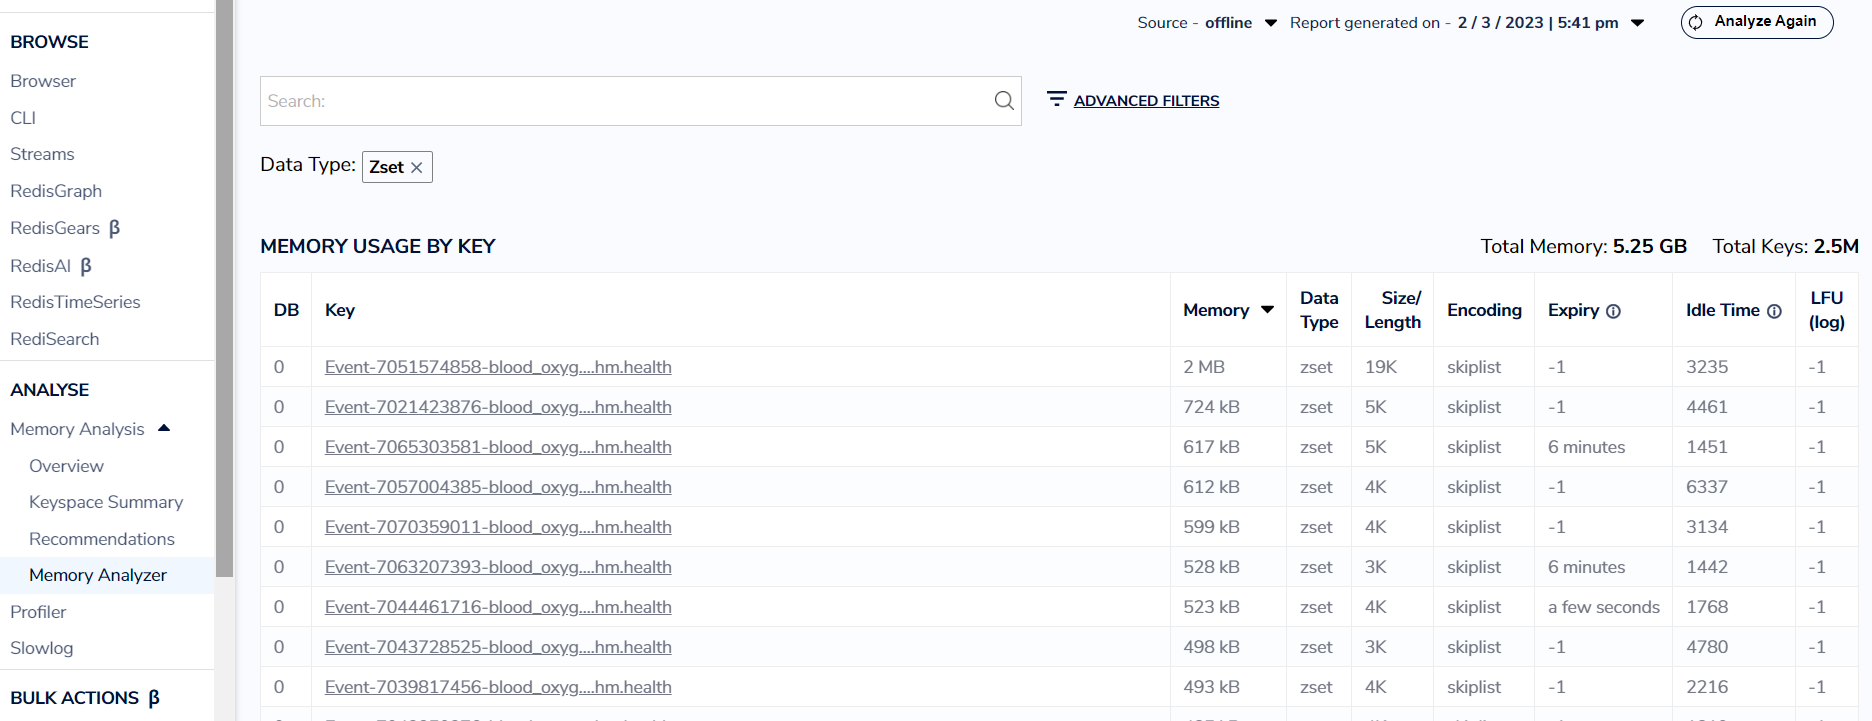 BROWSE
Browser
CLI
Streams
RedisGraph
RedisGears β
RedisAI β
RedisTimeSeries
RediSearch
ANALYSE
Memory Analysis
Overview
Keyspace Summary
Recommendations
Memory Analyzer
Profiler
Slowlog
BULK ACTIONS β
Source - offline Report generated on - 2 / 3 / 2023 | 5:41 pm Analyze Again
Search: ADVANCED FILTERS
Data Type: Zset ×
MEMORY USAGE BY KEY Total Memory: 5.25 GB Total Keys: 2.5M
DB Key Memory Data Type Size/ Length Encoding Expiry Idle Time LFU (log)
0 Event-7051574858-blood_oxyg....hm.health 2 MB zset 19K skiplist -1 3235 -1
0 Event-7021423876-blood_oxyg....hm.health 724 kB zset 5K skiplist -1 4461 -1
0 Event-7065303581-blood_oxyg....hm.health 617 kB zset 5K skiplist 6 minutes 1451 -1
0 Event-7057004385-blood_oxyg....hm.health 612 kB zset 4K skiplist -1 6337 -1
0 Event-7070359011-blood_oxyg....hm.health 599 kB zset 4K skiplist -1 3134 -1
0 Event-7063207393-blood_oxyg....hm.health 528 kB zset 3K skiplist 6 minutes 1442 -1
0 Event-7044461716-blood_oxyg....hm.health 523 kB zset 4K skiplist a few seconds 1768 -1
0 Event-7043728525-blood_oxyg....hm.health 498 kB zset 3K skiplist -1 4780 -1
0 Event-7039817456-blood_oxyg....hm.health 493 kB zset 4K skiplist -1 2216 -1